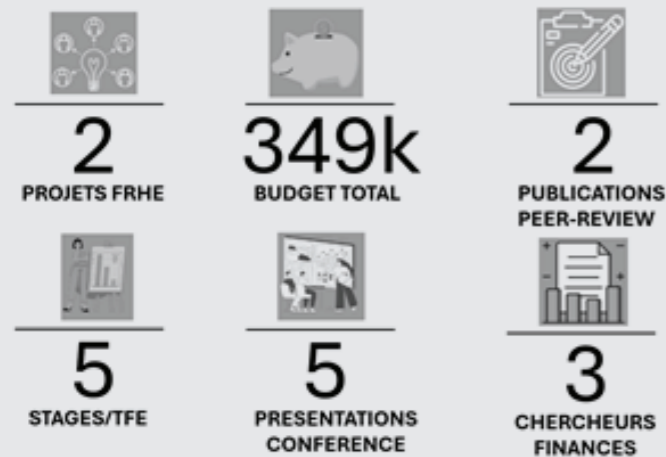 2
PROJETS FRHE
349k
BUDGET TOTAL
2
PUBLICATIONS
PEER-REVIEW
5
STAGES/TFE
5
PRESENTATIONS
CONFERENCE
3
CHERCHEURS
FINANCES